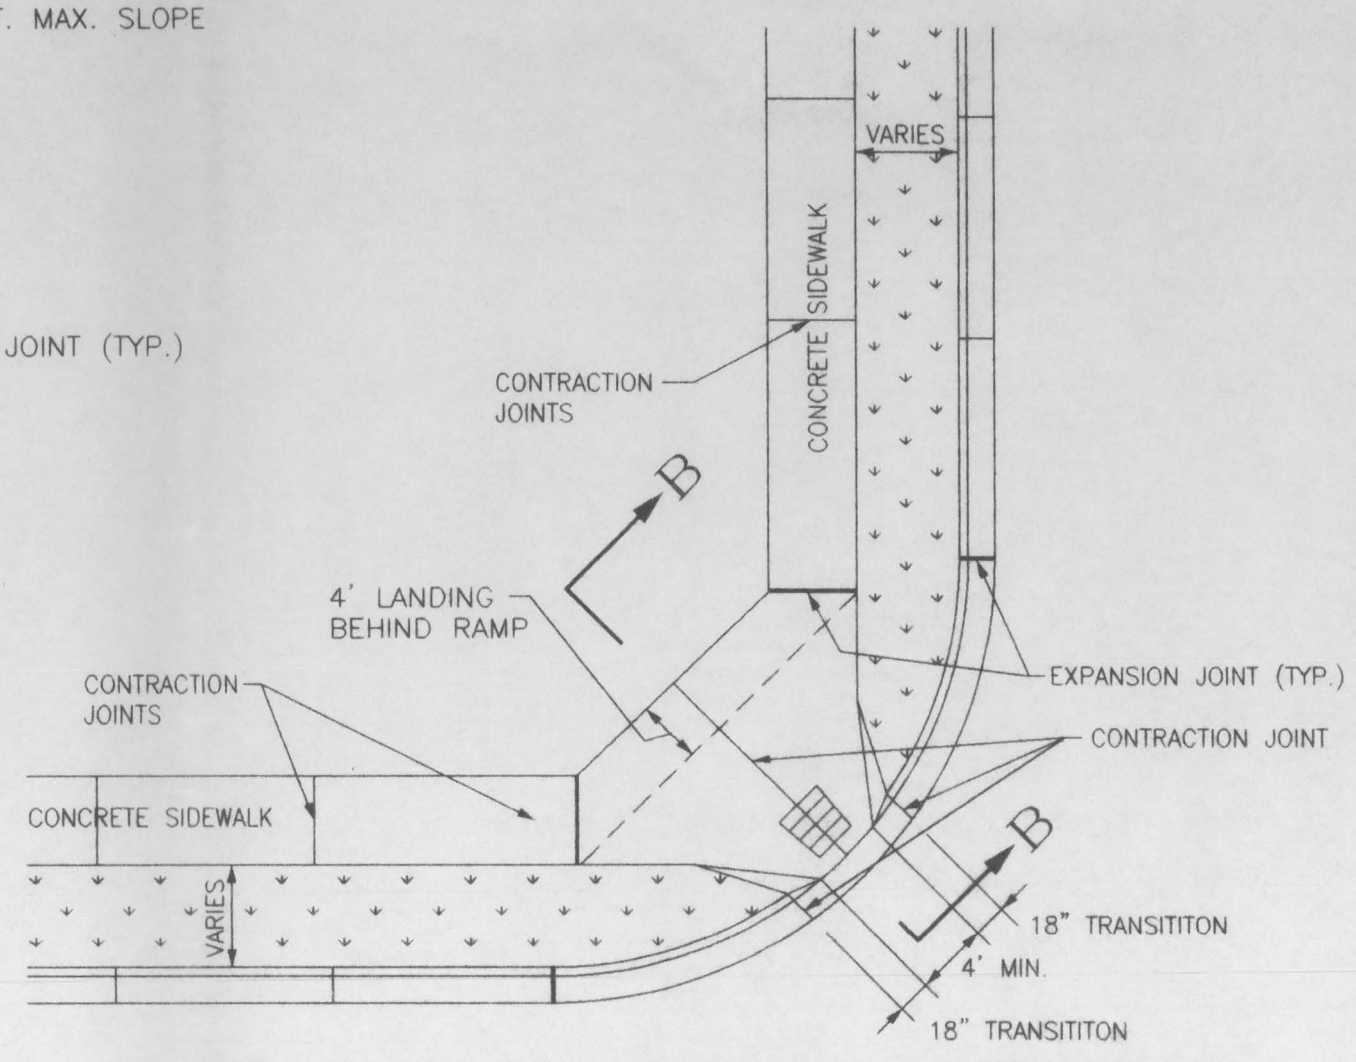 MAX. SLOPE
VARIES
CONCRETE SIDEWALK
JOINT (TYP.)
CONTRACTION
JOINTS
B
4' LANDING
BEHIND RAMP
EXPANSION JOINT (TYP.)
CONTRACTION
JOINTS
CONTRACTION JOINT
CONCRETE SIDEWALK
B
VARIES
18" TRANSITITON
4' MIN.
18" TRANSITITON